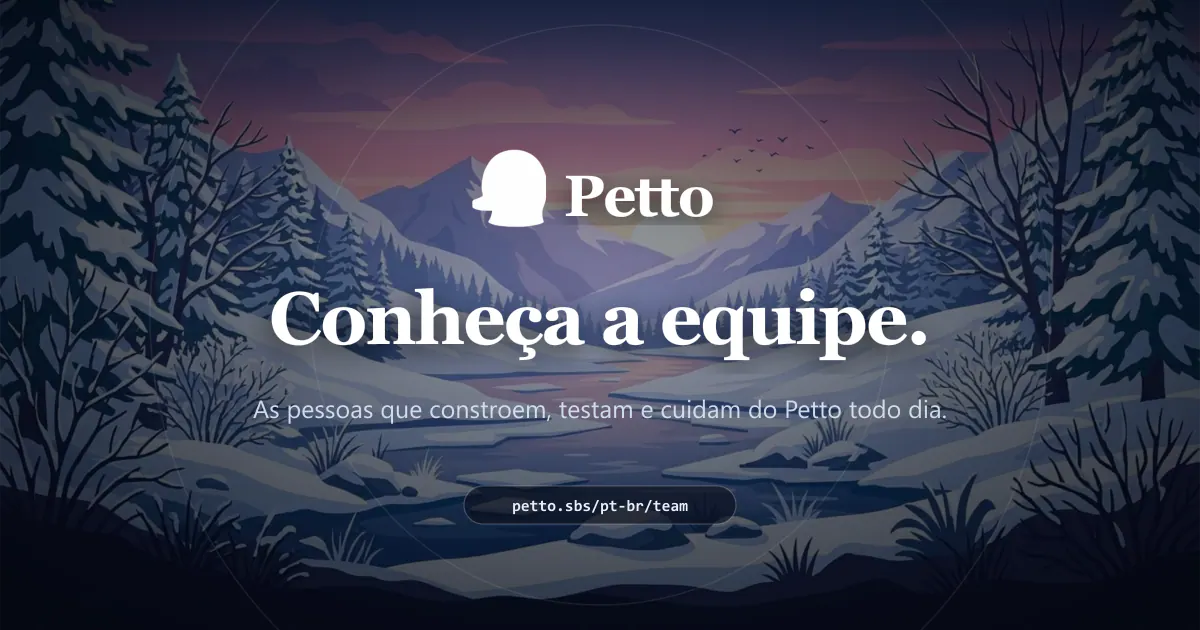 Petto
Conheça a equipe.
As pessoas que constroem, testam e cuidam do Petto todo dia.
petto.sbs/pt-br/team